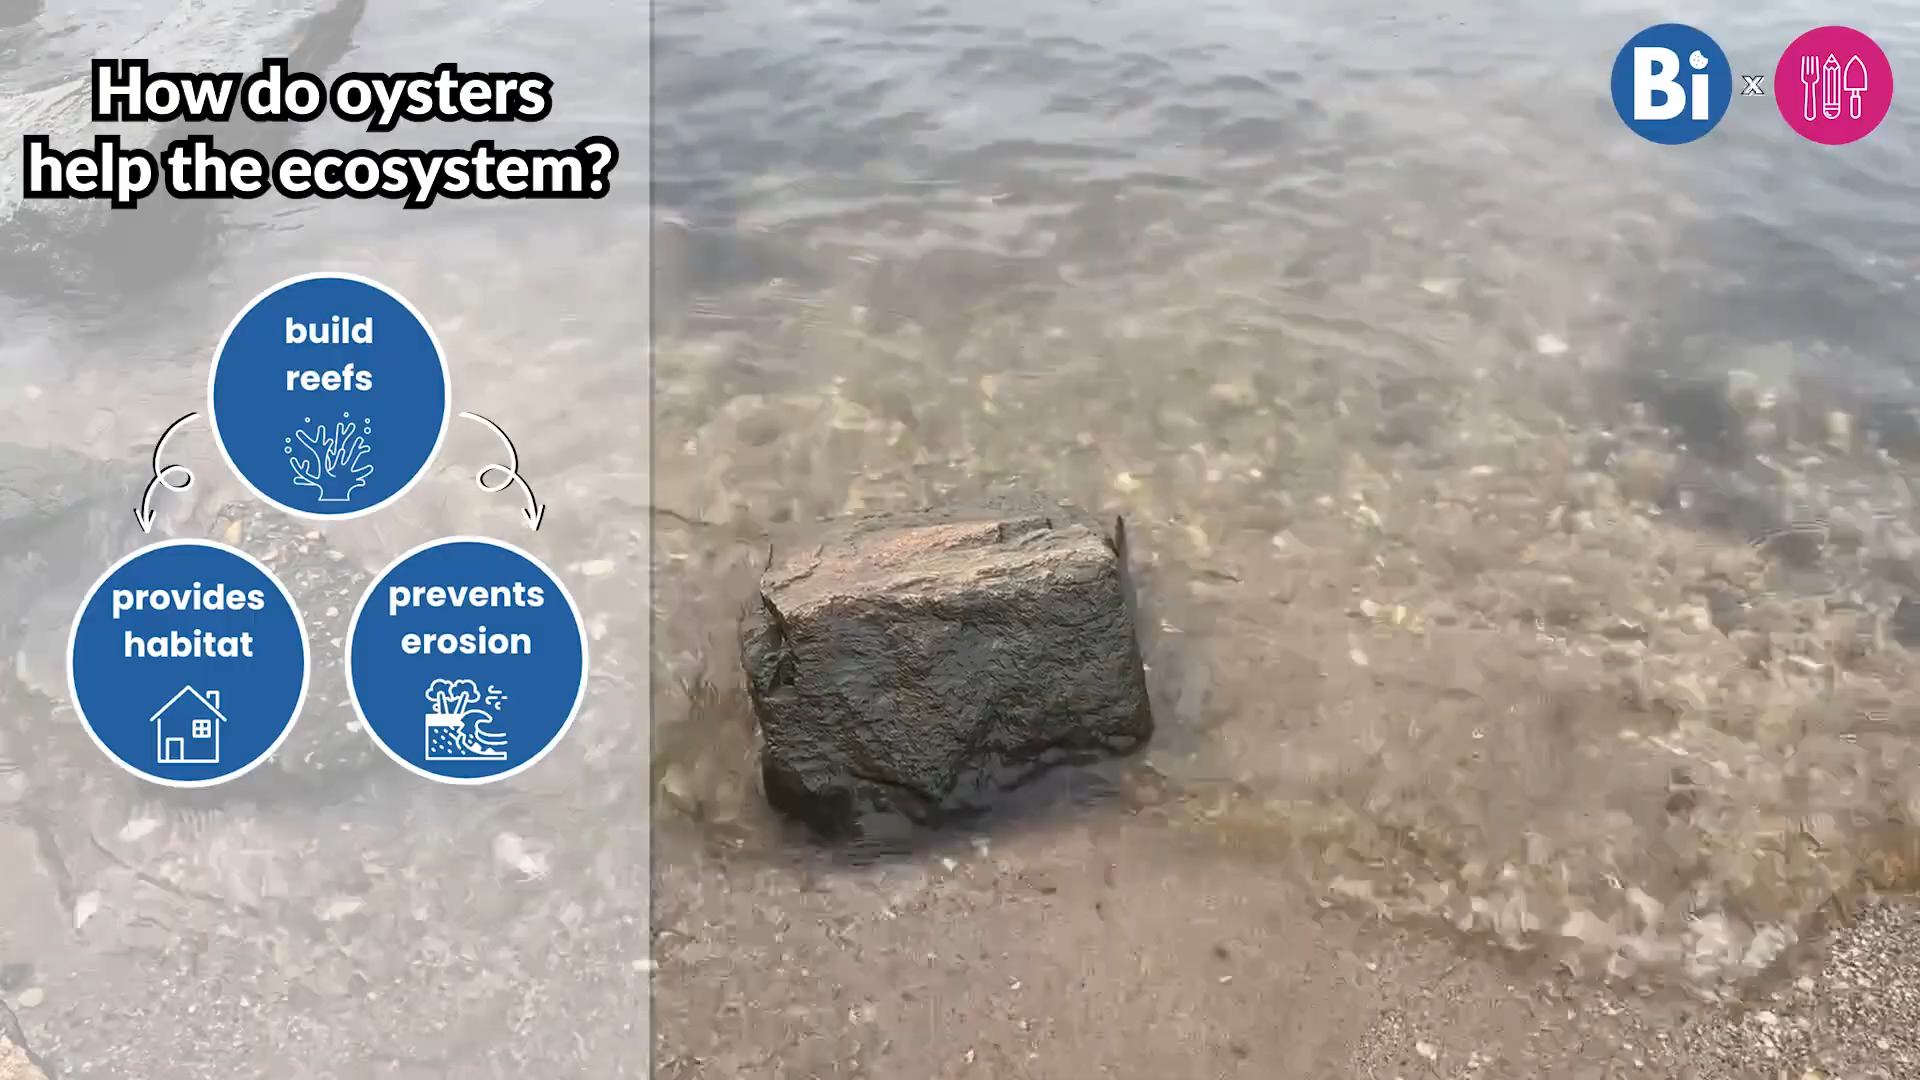 How do oysters
help the ecosystem?
Bi
x
build
reefs
provides
habitat
prevents
erosion